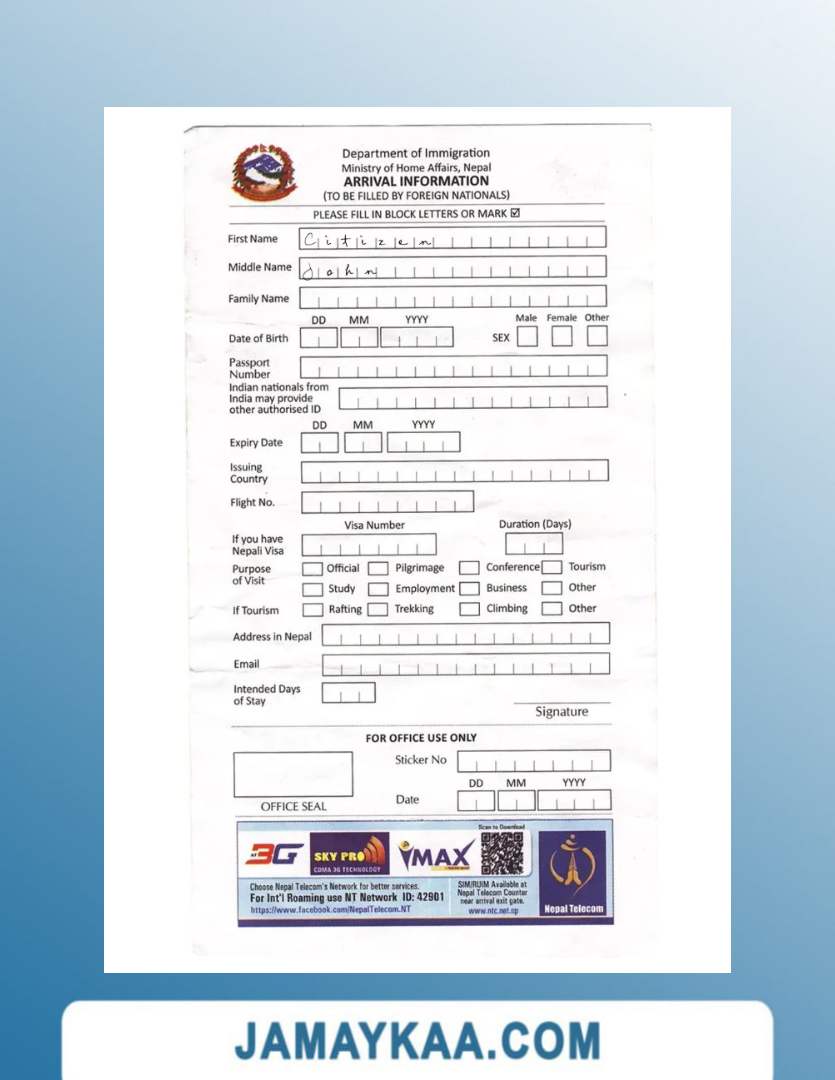 Department of Immigration
Ministry of Home Affairs, Nepal
ARRIVAL INFORMATION
(TO BE FILLED BY FOREIGN NATIONALS)
PLEASE FILL IN BLOCK LETTERS OR MARK ☑
First Name Citizen
Middle Name John
Family Name
DD MM YYYY Male Female Other
Date of Birth SEX
Passport
Number
Indian nationals from
India may provide
other authorised ID
DD MM YYYY
Expiry Date
Issuing
Country
Flight No.
Visa Number Duration (Days)
If you have
Nepali Visa
Purpose
of Visit
Official Pilgrimage Conference Tourism
Study Employment Business Other
If Tourism Rafting Trekking Climbing Other
Address in Nepal
Email
Intended Days
of Stay
Signature
FOR OFFICE USE ONLY
Sticker No
DD MM YYYY
OFFICE SEAL Date
Scan to Download
3G SKY PRO iMAX
CDMA 3G TECHNOLOGY
Choose Nepal Telecom's Network for better services.
For Int'l Roaming use NT Network ID: 42901
https://www.facebook.com/NepalTelecom.NT
SIM/RUIM Available at
Nepal Telecom Counter
near arrival exit gate.
www.ntc.net.np
Nepal Telecom
JAMAYKAA.COM